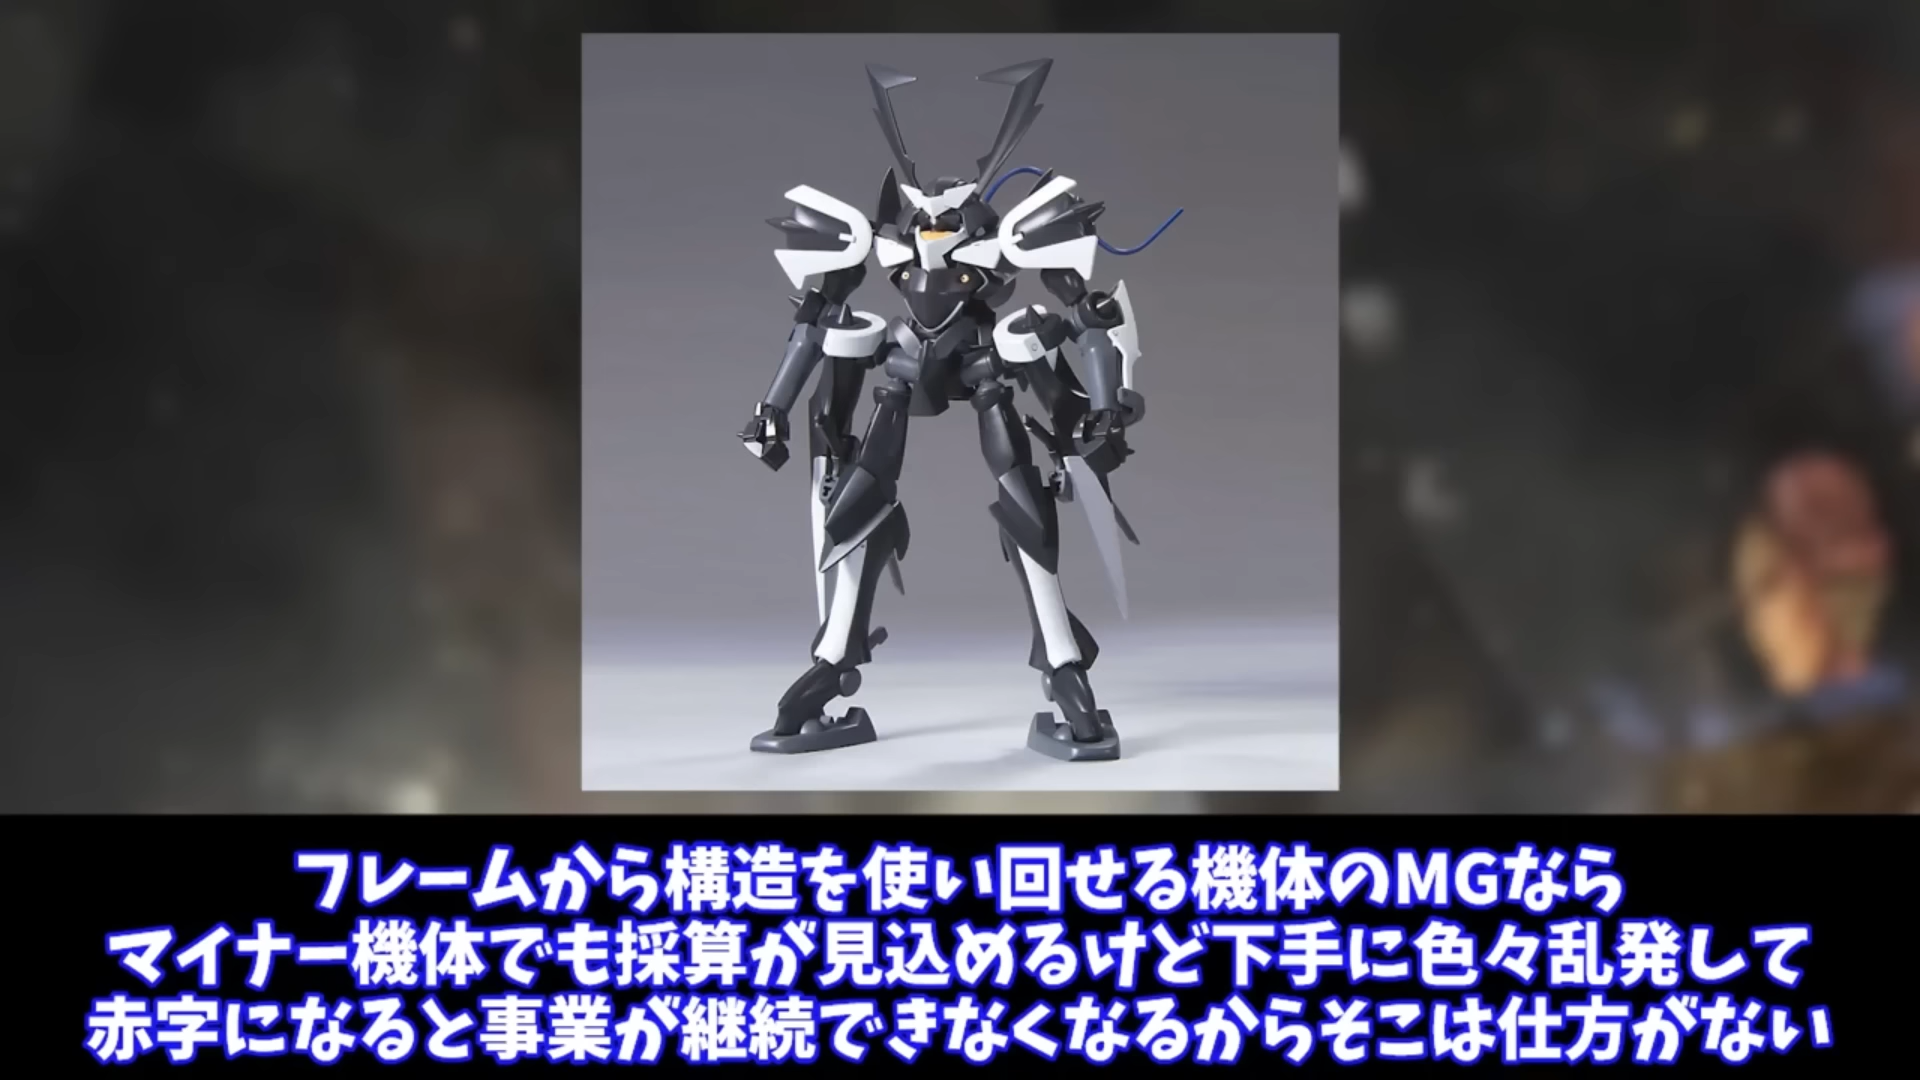 フレームから構造を使い回せる機体のMGなら
マイナー機体でも採算が見込めるけど下手に色々乱発して
赤字になると事業が継続できなくなるからそこは仕方がない